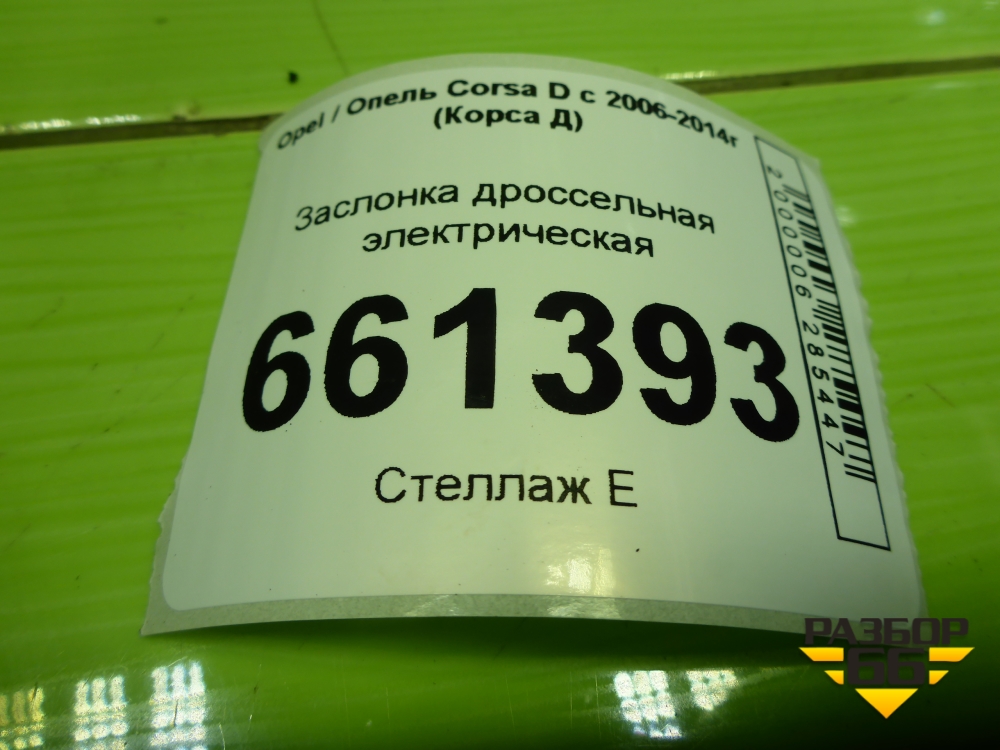 Opel / Опель Corsa D с 2006-2014г
(Корса Д)
Заслонка дроссельная
электрическая
661393
Стеллаж Е
2000006285447
РАЗБОР
66